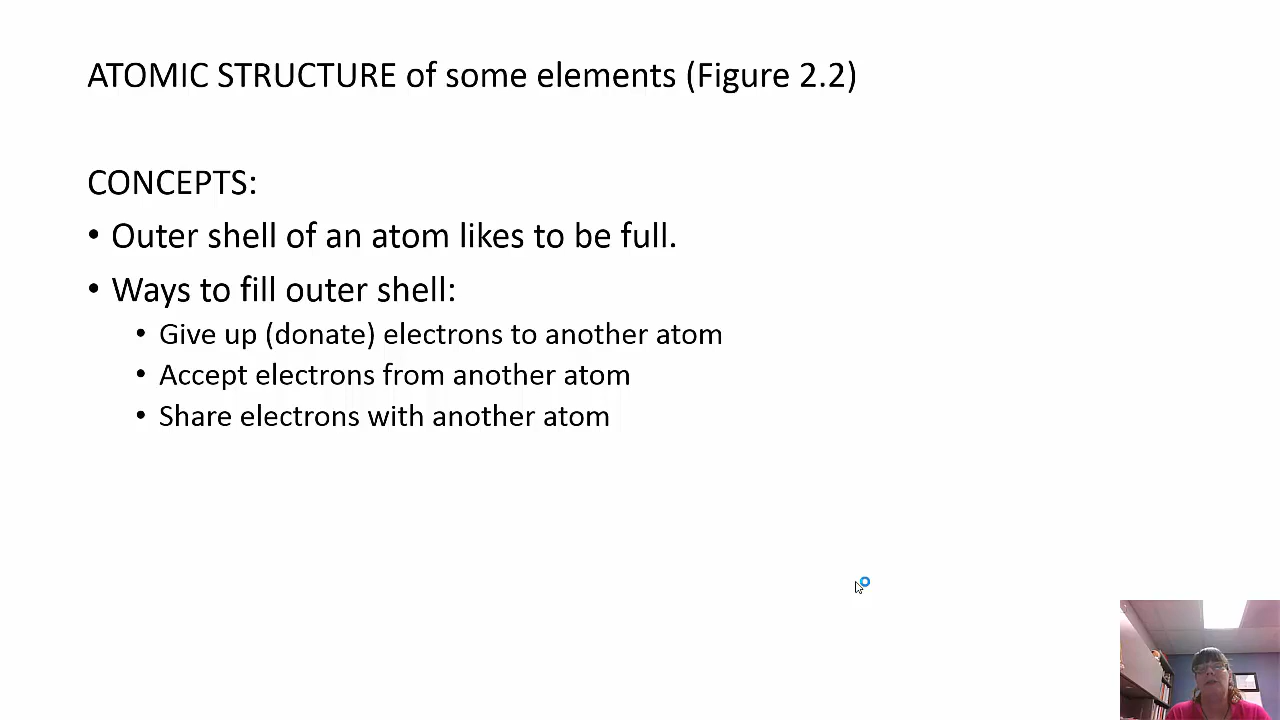 ATOMIC STRUCTURE of some elements (Figure 2.2)
CONCEPTS:
• Outer shell of an atom likes to be full.
• Ways to fill outer shell:
• Give up (donate) electrons to another atom
• Accept electrons from another atom
• Share electrons with another atom